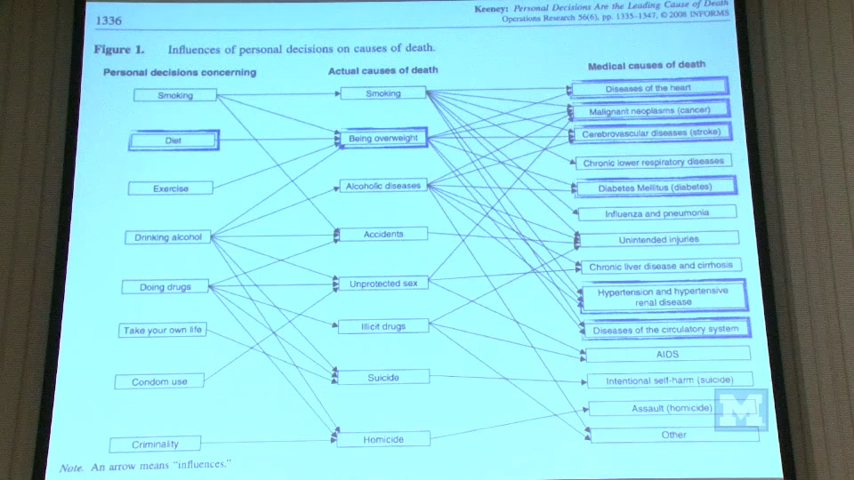 1336
Keeney: Personal Decisions Are the Leading Cause of Death
Operations Research 56(6), pp. 1335–1347, © 2008 INFORMS
Figure 1. Influences of personal decisions on causes of death.
Personal decisions concerning
Smoking
Diet
Exercise
Drinking alcohol
Doing drugs
Take your own life
Condom use
Criminality
Actual causes of death
Smoking
Being overweight
Alcoholic diseases
Accidents
Unprotected sex
Illicit drugs
Suicide
Homicide
Medical causes of death
Diseases of the heart
Malignant neoplasms (cancer)
Cerebrovascular diseases (stroke)
Chronic lower respiratory diseases
Diabetes Mellitus (diabetes)
Influenza and pneumonia
Unintended injuries
Chronic liver disease and cirrhosis
Hypertension and hypertensive
renal disease
Diseases of the circulatory system
AIDS
Intentional self-harm (suicide)
Assault (homicide)
Other
Note. An arrow means “influences.”
M